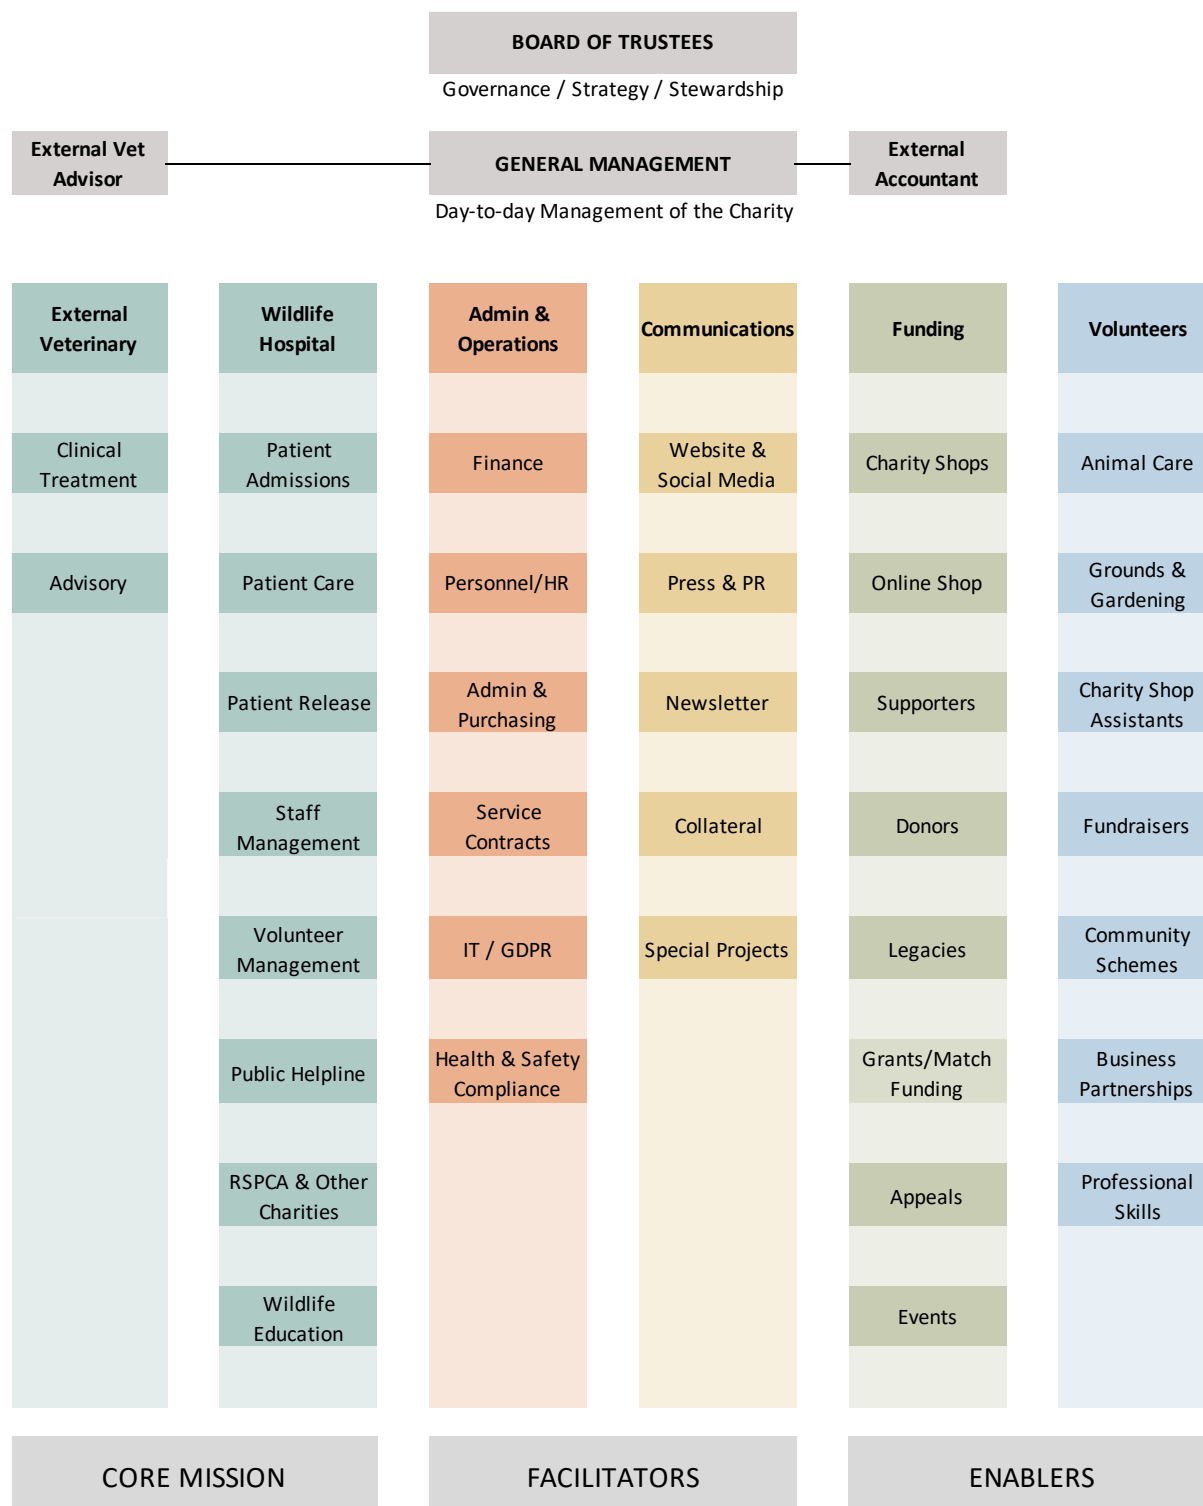 BOARD OF TRUSTEES
Governance / Strategy / Stewardship
External Vet
Advisor
GENERAL MANAGEMENT
External
Accountant
Day-to-day Management of the Charity
External
Veterinary
Wildlife
Hospital
Admin &
Operations
Communications
Funding
Volunteers
Clinical
Treatment
Patient
Admissions
Finance
Website &
Social Media
Charity Shops
Animal Care
Advisory
Patient Care
Personnel/HR
Press & PR
Online Shop
Grounds &
Gardening
Patient Release
Admin &
Purchasing
Newsletter
Supporters
Charity Shop
Assistants
Staff
Management
Service
Contracts
Collateral
Donors
Fundraisers
Volunteer
Management
IT / GDPR
Special Projects
Legacies
Community
Schemes
Public Helpline
Health & Safety
Compliance
Grants/Match
Funding
Business
Partnerships
RSPCA & Other
Charities
Appeals
Professional
Skills
Wildlife
Education
Events
CORE MISSION
FACILITATORS
ENABLERS